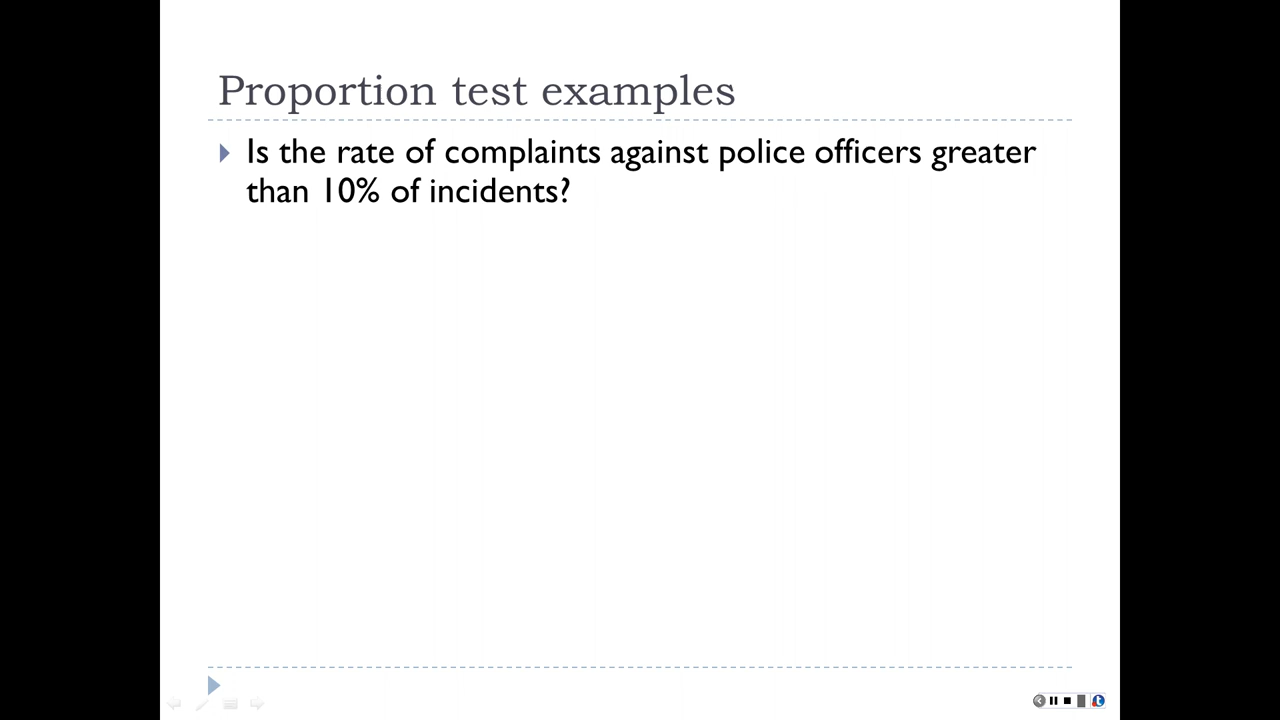 Proportion test examples
Is the rate of complaints against police officers greater
than 10% of incidents?